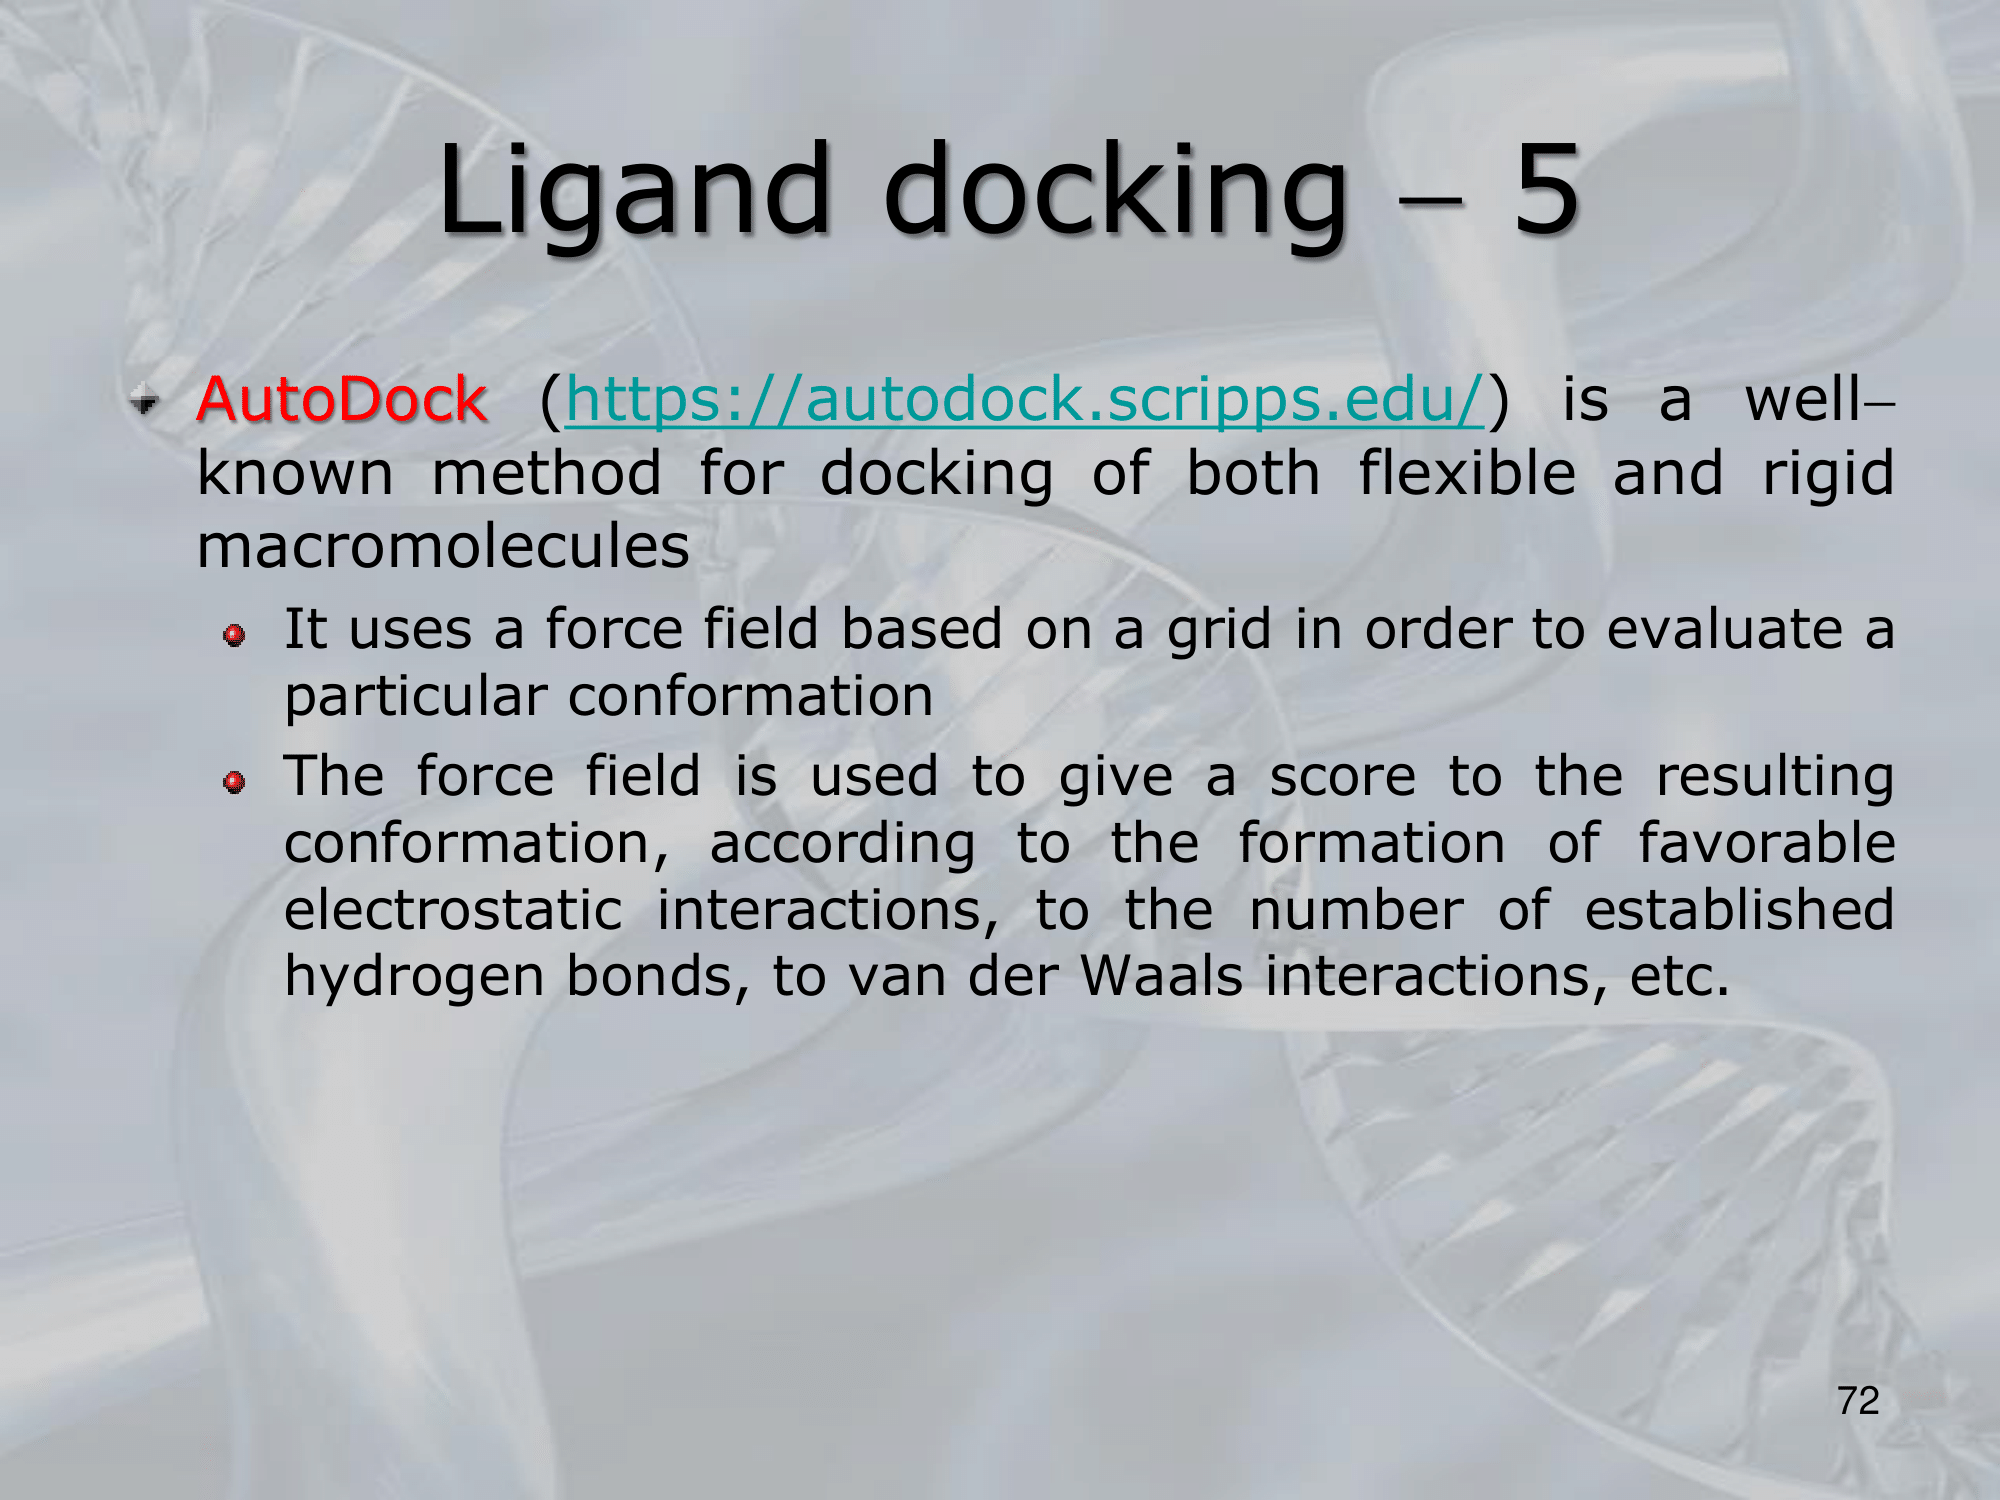 Ligand docking – 5
AutoDock (https://autodock.scripps.edu/) is a well–
known method for docking of both flexible and rigid
macromolecules
It uses a force field based on a grid in order to evaluate a
particular conformation
The force field is used to give a score to the resulting
conformation, according to the formation of favorable
electrostatic interactions, to the number of established
hydrogen bonds, to van der Waals interactions, etc.
72